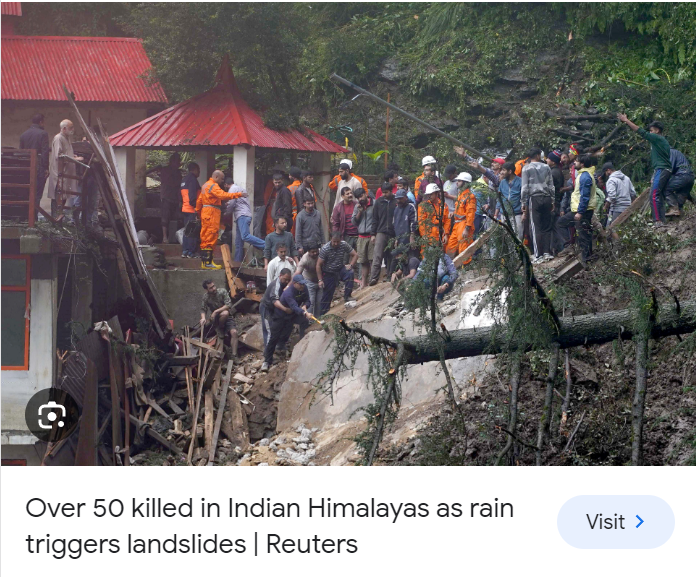 Over 50 killed in Indian Himalayas as rain
triggers landslides | Reuters
Visit